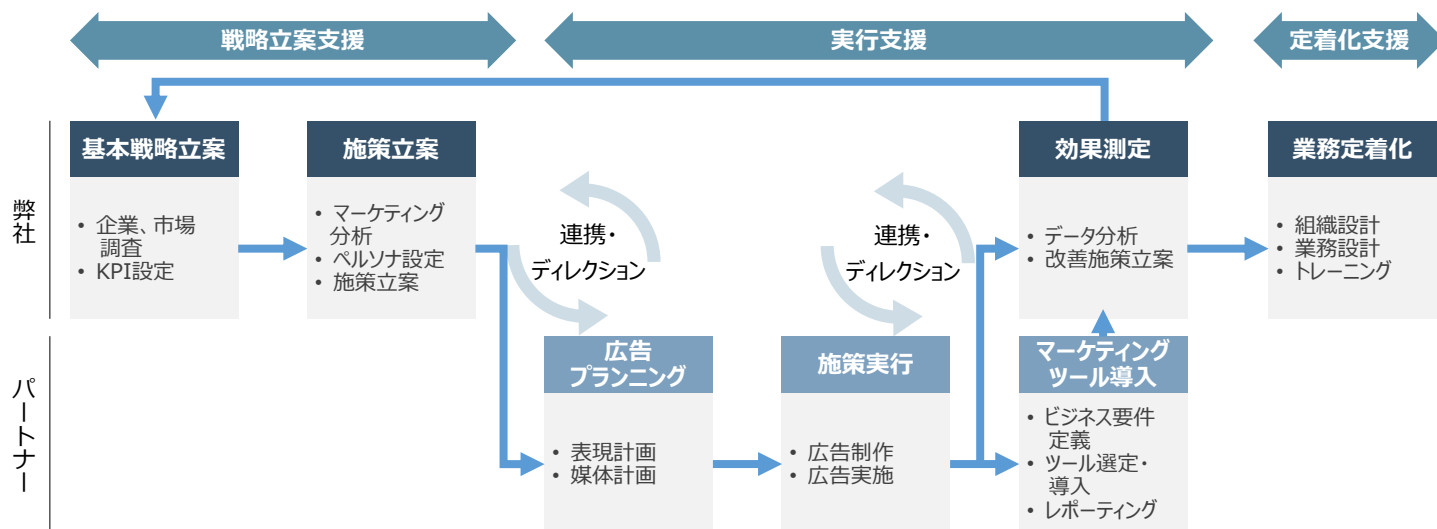 戦略立案支援
実行支援
定着化支援
弊社
基本戦略立案
• 企業、市場
調査
• KPI設定
施策立案
• マーケティング
分析
• ペルソナ設定
• 施策立案
連携・
ディレクション
連携・
ディレクション
効果測定
• データ分析
• 改善施策立案
業務定着化
• 組織設計
• 業務設計
• トレーニング
パートナー
広告
プランニング
• 表現計画
• 媒体計画
施策実行
• 広告制作
• 広告実施
マーケティング
ツール導入
• ビジネス要件
定義
• ツール選定・
導入
• レポーティング